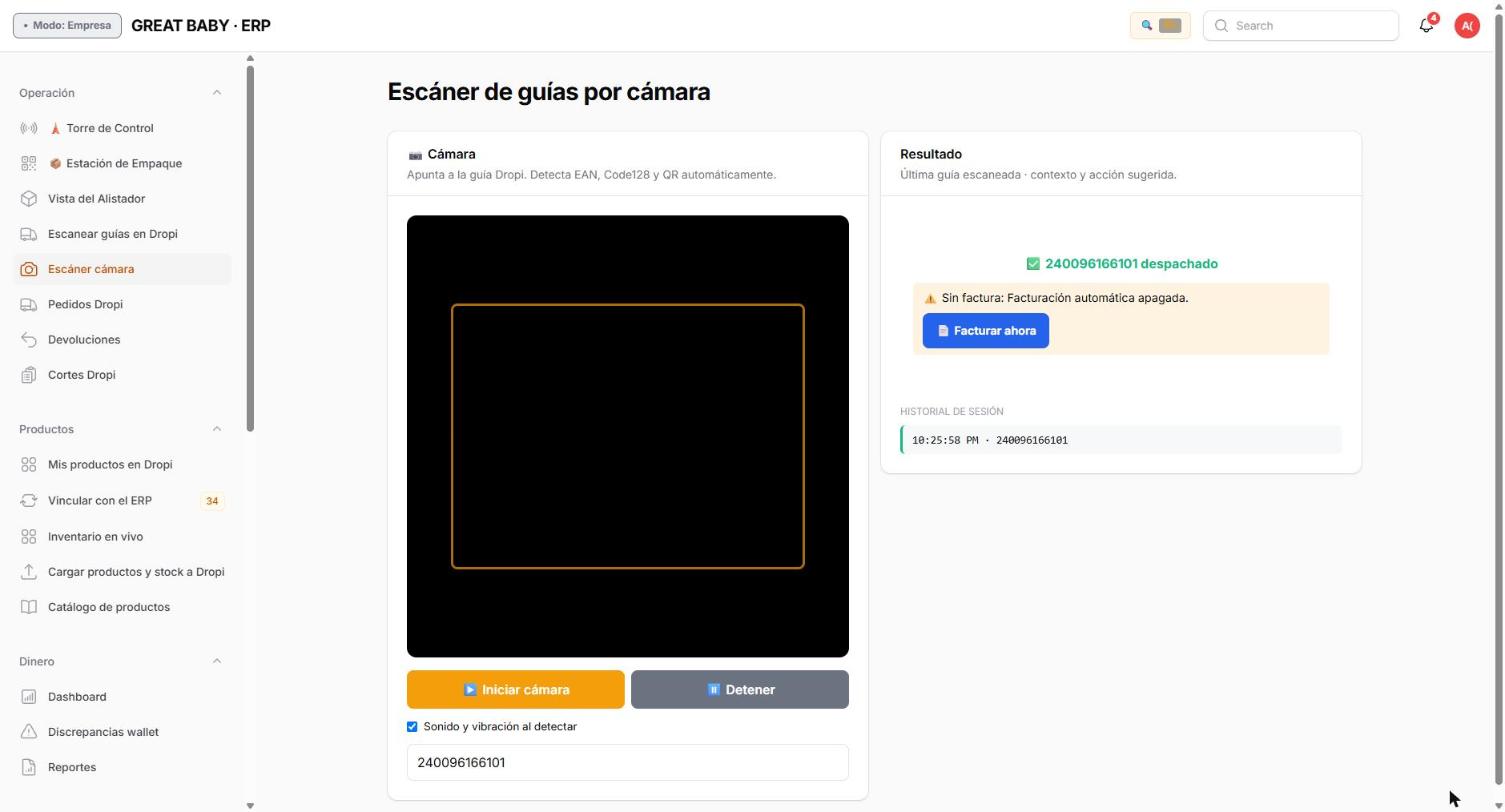 • Modo: Empresa
GREAT BABY · ERP
Search
4
A(
Operación
Torre de Control
Estación de Empaque
Vista del Alistador
Escanear guías en Dropi
Escáner cámara
Pedidos Dropi
Devoluciones
Cortes Dropi
Productos
Mis productos en Dropi
Vincular con el ERP
34
Inventario en vivo
Cargar productos y stock a Dropi
Catálogo de productos
Dinero
Dashboard
Discrepancias wallet
Reportes
Escáner de guías por cámara
Cámara
Apunta a la guía Dropi. Detecta EAN, Code128 y QR automáticamente.
Iniciar cámara
Detener
Sonido y vibración al detectar
240096166101
Resultado
Última guía escaneada · contexto y acción sugerida.
240096166101 despachado
Sin factura: Facturación automática apagada.
Facturar ahora
HISTORIAL DE SESIÓN
10:25:58 PM · 240096166101